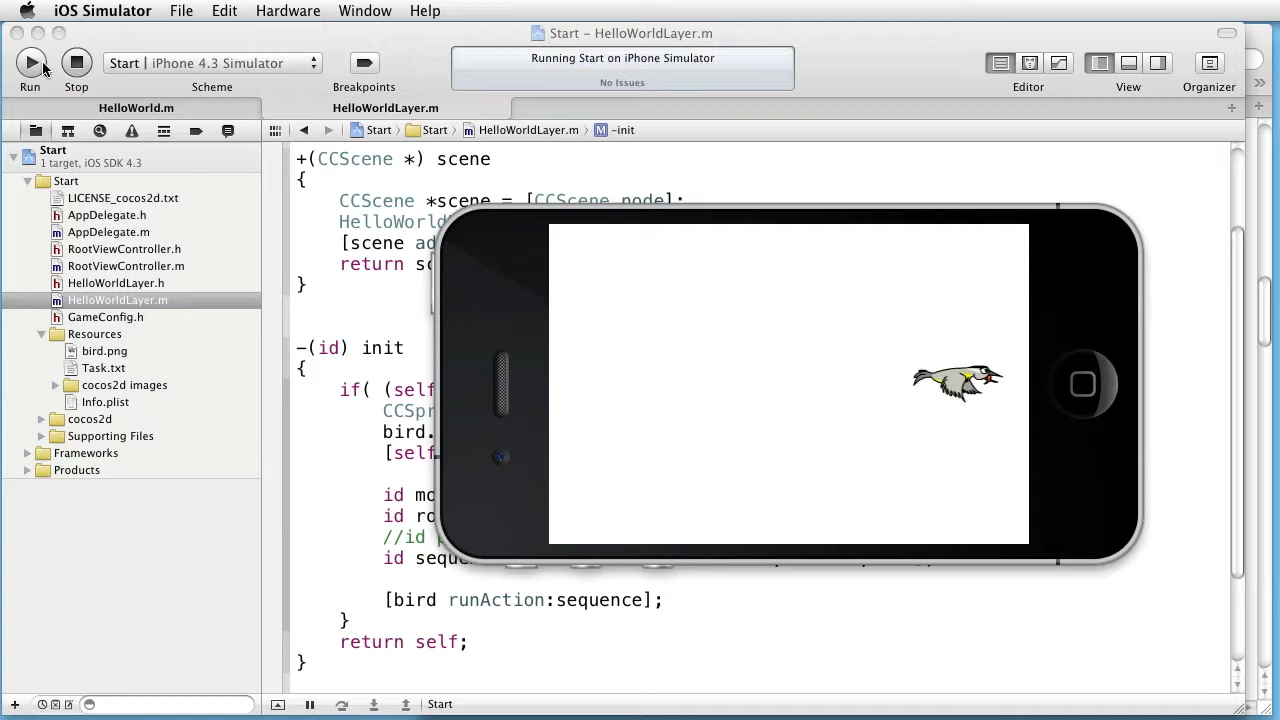 iOS Simulator File Edit Hardware Window Help
Start – HelloWorldLayer.m
Start | iPhone 4.3 Simulator
Running Start on iPhone Simulator
No Issues
Run Stop Scheme Breakpoints Editor View Organizer
HelloWorld.m HelloWorldLayer.m
Start Start HelloWorldLayer.m M -init
Start
1 target, iOS SDK 4.3
Start
LICENSE_cocos2d.txt
h AppDelegate.h
m AppDelegate.m
h RootViewController.h
m RootViewController.m
h HelloWorldLayer.h
m HelloWorldLayer.m
h GameConfig.h
Resources
bird.png
Task.txt
cocos2d images
Info.plist
cocos2d
Supporting Files
Frameworks
Products
+(CCScene *) scene
{
CCScene *scene = [CCScene node];
HelloWorld
[scene ad
return sc
}
–(id) init
{
if( (self
CCSpr
bird.
[self
id mo
id ro
//id p
id seque
[bird runAction:sequence];
}
return self;
}
Start